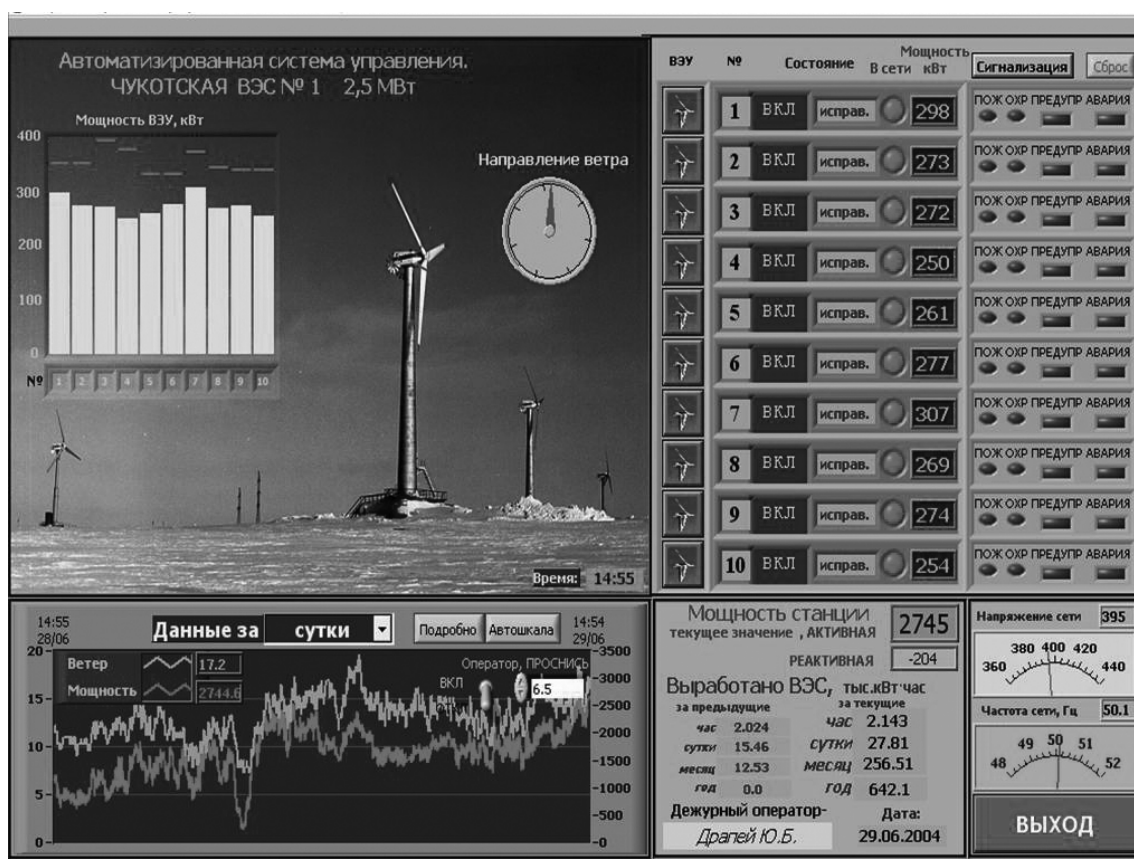 Автоматизированная система управления.
ЧУКОТСКАЯ ВЭС № 1 2,5 МВт
Мощность ВЭУ, кВт
400
300
200
100
0
№ 1 2 3 4 5 6 7 8 9 10
Направление ветра
Время: 14:55
ВЭУ № Состояние В сети Мощность кВт Сигнализация Сброс
1 ВКЛ исправ. 298 ПОЖ ОХР ПРЕДУПР АВАРИЯ
2 ВКЛ исправ. 273 ПОЖ ОХР ПРЕДУПР АВАРИЯ
3 ВКЛ исправ. 272 ПОЖ ОХР ПРЕДУПР АВАРИЯ
4 ВКЛ исправ. 250 ПОЖ ОХР ПРЕДУПР АВАРИЯ
5 ВКЛ исправ. 261 ПОЖ ОХР ПРЕДУПР АВАРИЯ
6 ВКЛ исправ. 277 ПОЖ ОХР ПРЕДУПР АВАРИЯ
7 ВКЛ исправ. 307 ПОЖ ОХР ПРЕДУПР АВАРИЯ
8 ВКЛ исправ. 269 ПОЖ ОХР ПРЕДУПР АВАРИЯ
9 ВКЛ исправ. 274 ПОЖ ОХР ПРЕДУПР АВАРИЯ
10 ВКЛ исправ. 254 ПОЖ ОХР ПРЕДУПР АВАРИЯ
14:55
28/06
Данные за сутки Подробно Автошкала
14:54
29/06
Ветер 17.2
Мощность 2744.6
Оператор, ПРОСНИСЬ
ВКЛ
6.5
20
15
10
5
0
3500
3000
2500
2000
1500
1000
500
0
Мощность станции
текущее значение , АКТИВНАЯ 2745
РЕАКТИВНАЯ -204
Выработано ВЭС, тыс.кВт·час
за предыдущие за текущие
час 2.024 час 2.143
сутки 15.46 сутки 27.81
месяц 12.53 месяц 256.51
год 0.0 год 642.1
Дежурный оператор- Дата:
Драпей Ю.Б. 29.06.2004
Напряжение сети 395
360 380 400 420 440
Частота сети, Гц 50.1
48 49 50 51 52
ВЫХОД